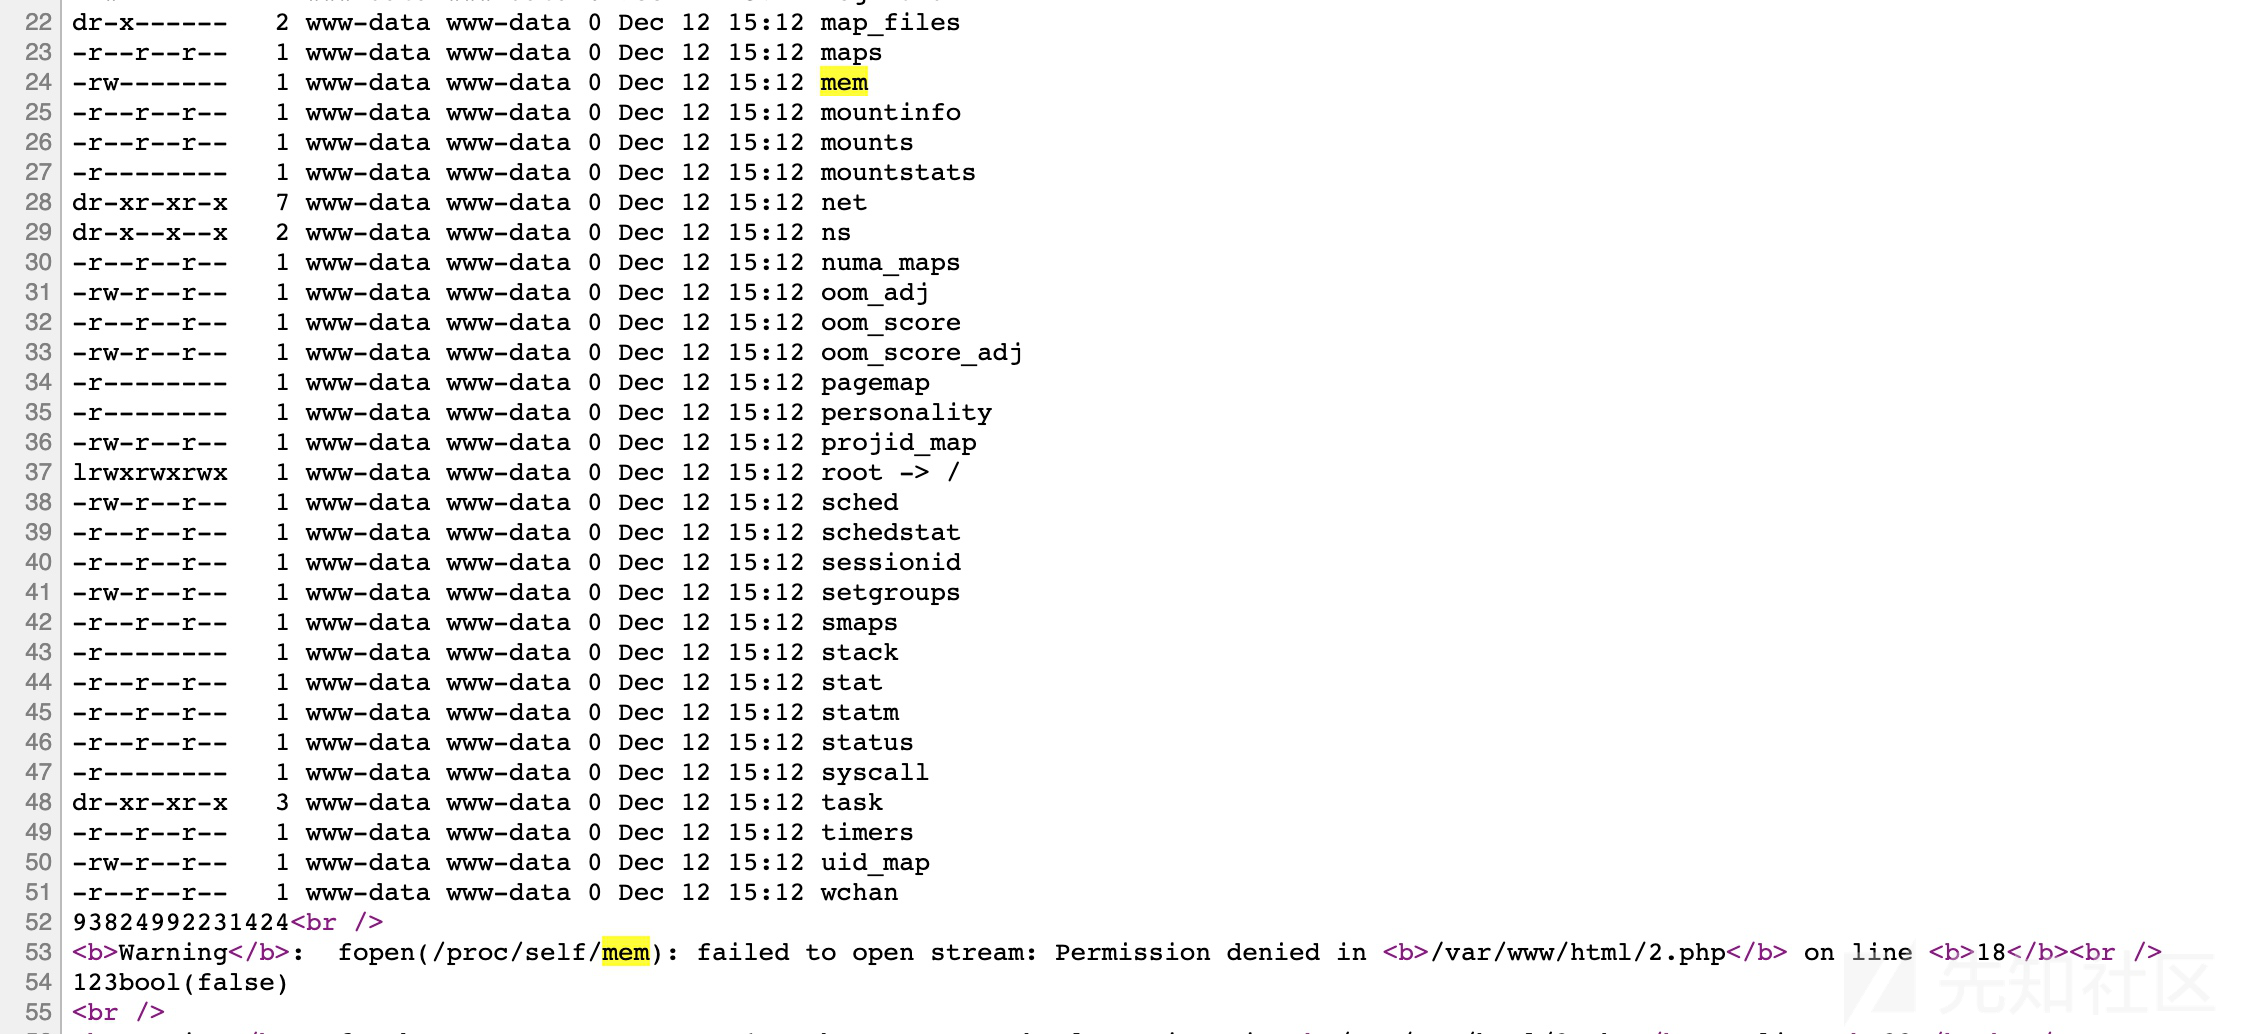 22 dr-x------ 2 www-data www-data 0 Dec 12 15:12 map_files
23 -r--r--r-- 1 www-data www-data 0 Dec 12 15:12 maps
24 -rw------- 1 www-data www-data 0 Dec 12 15:12 mem
25 -r--r--r-- 1 www-data www-data 0 Dec 12 15:12 mountinfo
26 -r--r--r-- 1 www-data www-data 0 Dec 12 15:12 mounts
27 -r-------- 1 www-data www-data 0 Dec 12 15:12 mountstats
28 dr-xr-xr-x 7 www-data www-data 0 Dec 12 15:12 net
29 dr-x--x--x 2 www-data www-data 0 Dec 12 15:12 ns
30 -r--r--r-- 1 www-data www-data 0 Dec 12 15:12 numa_maps
31 -rw-r--r-- 1 www-data www-data 0 Dec 12 15:12 oom_adj
32 -r--r--r-- 1 www-data www-data 0 Dec 12 15:12 oom_score
33 -rw-r--r-- 1 www-data www-data 0 Dec 12 15:12 oom_score_adj
34 -r-------- 1 www-data www-data 0 Dec 12 15:12 pagemap
35 -r-------- 1 www-data www-data 0 Dec 12 15:12 personality
36 -rw-r--r-- 1 www-data www-data 0 Dec 12 15:12 projid_map
37 lrwxrwxrwx 1 www-data www-data 0 Dec 12 15:12 root -> /
38 -rw-r--r-- 1 www-data www-data 0 Dec 12 15:12 sched
39 -r--r--r-- 1 www-data www-data 0 Dec 12 15:12 schedstat
40 -r--r--r-- 1 www-data www-data 0 Dec 12 15:12 sessionid
41 -rw-r--r-- 1 www-data www-data 0 Dec 12 15:12 setgroups
42 -r--r--r-- 1 www-data www-data 0 Dec 12 15:12 smaps
43 -r-------- 1 www-data www-data 0 Dec 12 15:12 stack
44 -r--r--r-- 1 www-data www-data 0 Dec 12 15:12 stat
45 -r--r--r-- 1 www-data www-data 0 Dec 12 15:12 statm
46 -r--r--r-- 1 www-data www-data 0 Dec 12 15:12 status
47 -r-------- 1 www-data www-data 0 Dec 12 15:12 syscall
48 dr-xr-xr-x 3 www-data www-data 0 Dec 12 15:12 task
49 -r--r--r-- 1 www-data www-data 0 Dec 12 15:12 timers
50 -rw-r--r-- 1 www-data www-data 0 Dec 12 15:12 uid_map
51 -r--r--r-- 1 www-data www-data 0 Dec 12 15:12 wchan
52 93824992231424<br />
53 <b>Warning</b>:  fopen(/proc/self/mem): failed to open stream: Permission denied in <b>/var/www/html/2.php</b> on line <b>18</b><br />
54 123bool(false)
55 <br />
先知社区